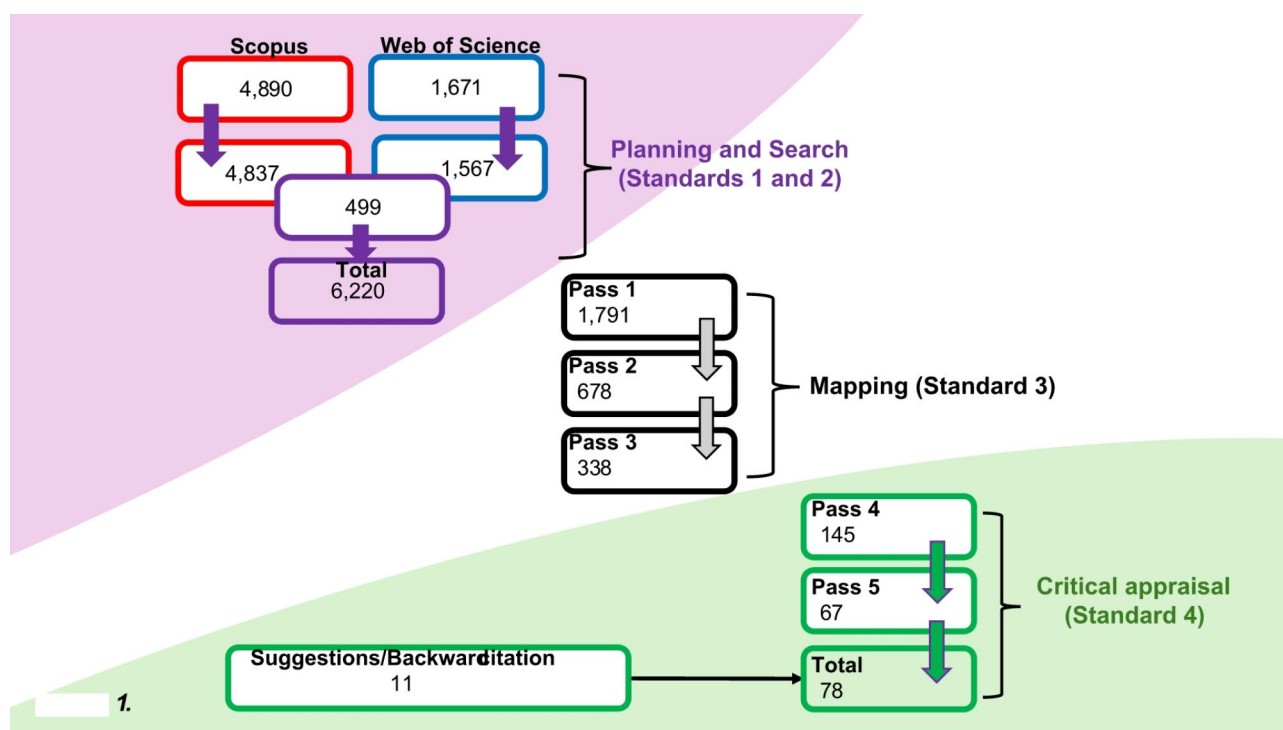 Scopus
Web of Science
4,890
1,671
4,837
1,567
499
Total
6,220
Planning and Search
(Standards 1 and 2)
Pass 1
1,791
Pass 2
678
Pass 3
338
Mapping (Standard 3)
Pass 4
145
Pass 5
67
Total
78
Critical appraisal
(Standard 4)
Suggestions/Backward citation
11
1.